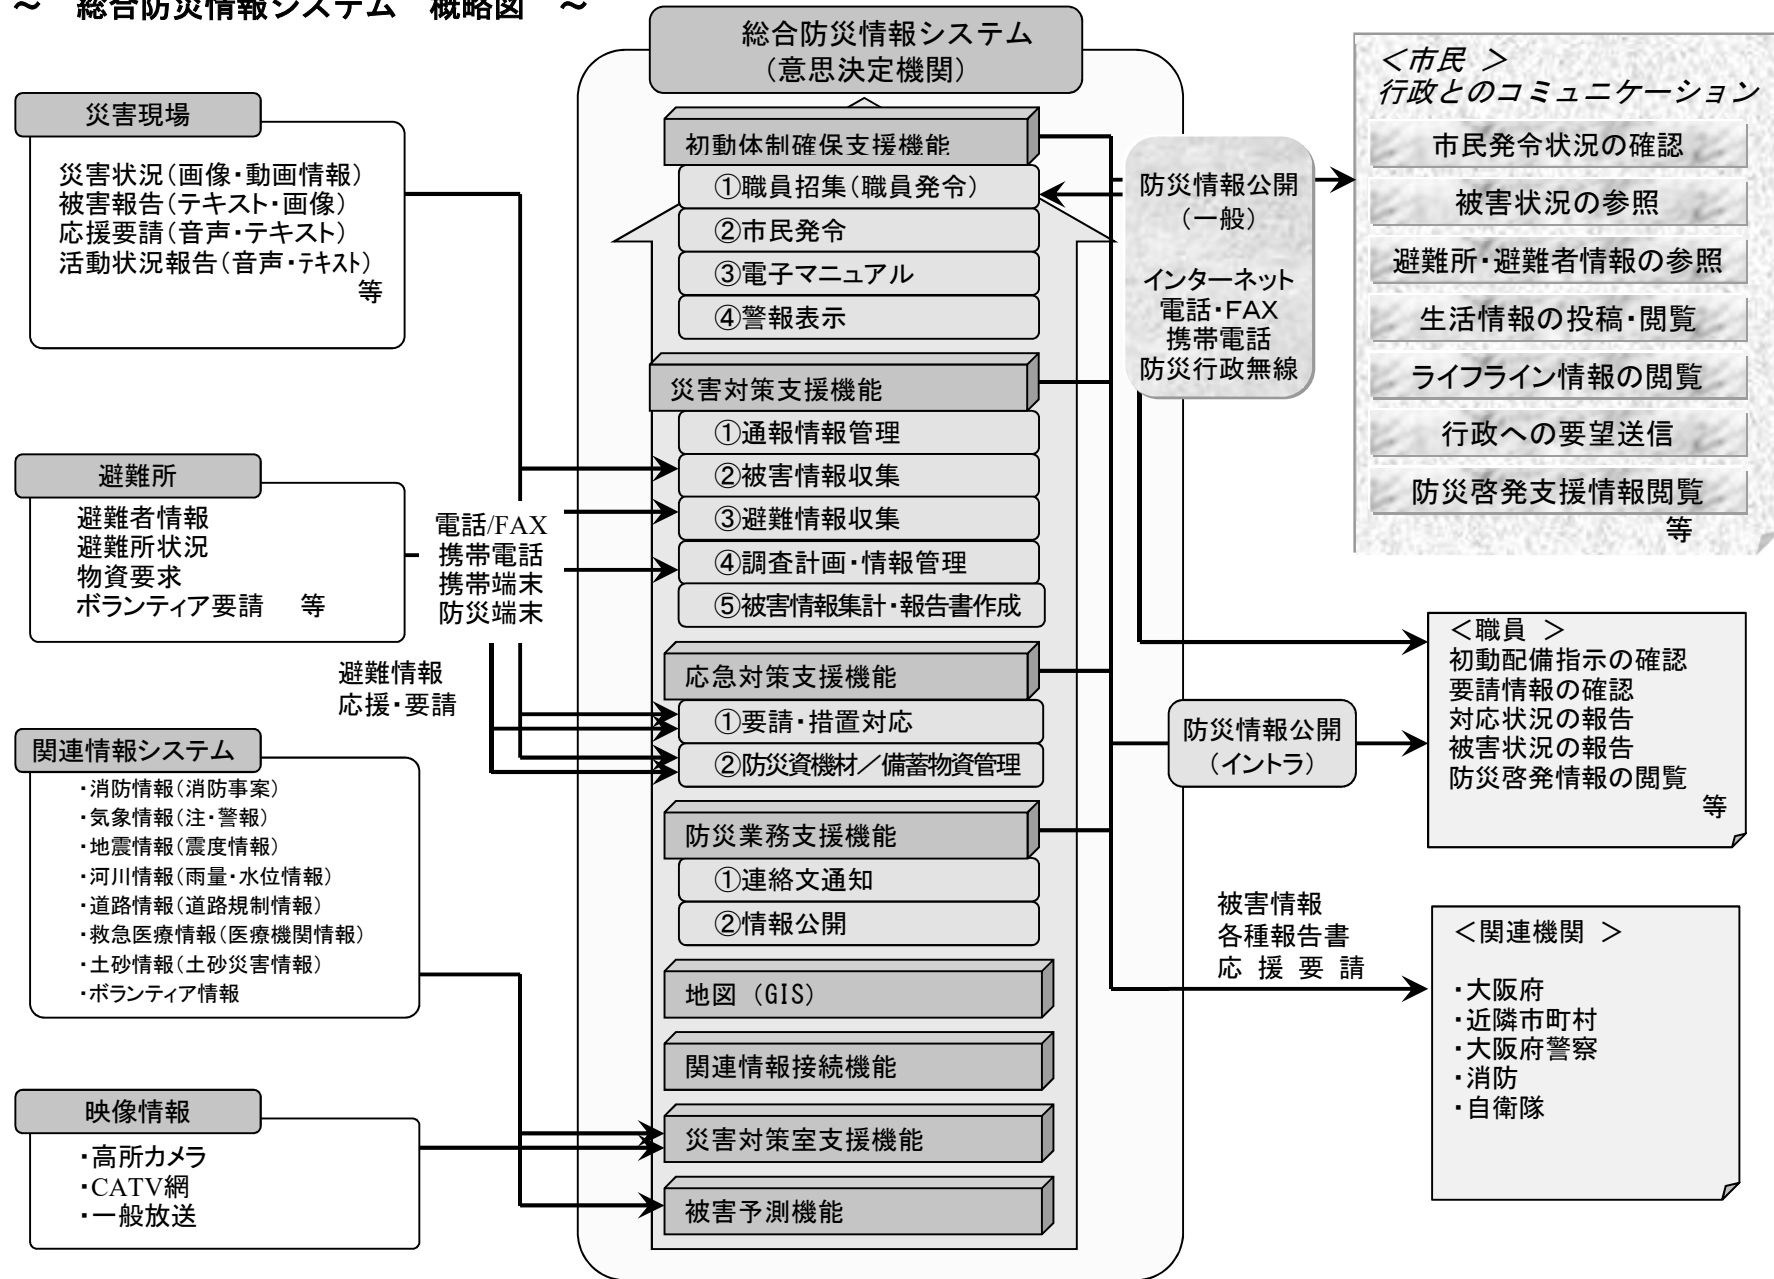 ～　総合防災情報システム　概略図　～
総合防災情報システム
（意思決定機関）
災害現場
災害状況（画像・動画情報）
被害報告（テキスト・画像）
応援要請（音声・テキスト）
活動状況報告（音声・テキスト）
等
避難所
避難者情報
避難所状況
物資要求
ボランティア要請　等
電話/FAX
携帯電話
携帯端末
防災端末
避難情報
応援・要請
関連情報システム
・消防情報（消防事案）
・気象情報（注・警報）
・地震情報（震度情報）
・河川情報（雨量・水位情報）
・道路情報（道路規制情報）
・救急医療情報（医療機関情報）
・土砂情報（土砂災害情報）
・ボランティア情報
映像情報
・高所カメラ
・CATV網
・一般放送
初動体制確保支援機能
①職員招集（職員発令）
②市民発令
③電子マニュアル
④警報表示
災害対策支援機能
①通報情報管理
②被害情報収集
③避難情報収集
④調査計画・情報管理
⑤被害情報集計・報告書作成
応急対策支援機能
①要請・措置対応
②防災資機材／備蓄物資管理
防災業務支援機能
①連絡文通知
②情報公開
地図（GIS）
関連情報接続機能
災害対策室支援機能
被害予測機能
防災情報公開
（一般）
インターネット
電話・FAX
携帯電話
防災行政無線
＜市民＞
行政とのコミュニケーション
市民発令状況の確認
被害状況の参照
避難所・避難者情報の参照
生活情報の投稿・閲覧
ライフライン情報の閲覧
行政への要望送信
防災啓発支援情報閲覧
等
防災情報公開
（イントラ）
＜職員＞
初動配備指示の確認
要請情報の確認
対応状況の報告
被害状況の報告
防災啓発情報の閲覧
等
被害情報
各種報告書
応援要請
＜関連機関＞
・大阪府
・近隣市町村
・大阪府警察
・消防
・自衛隊